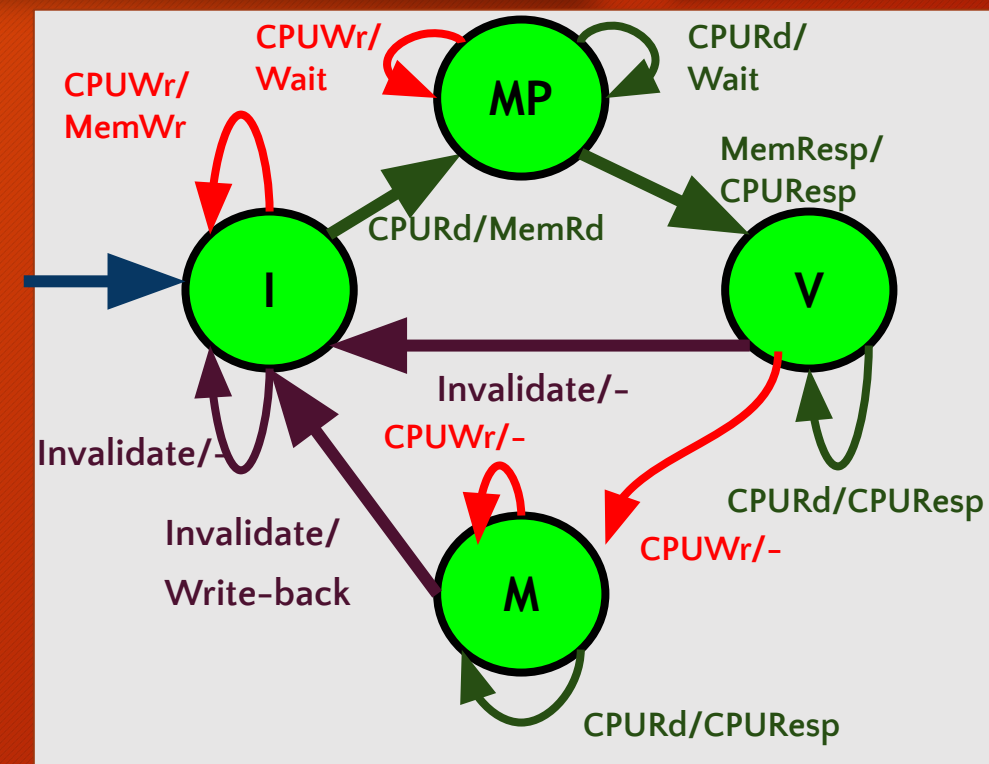 CPUWr/
Wait
CPURd/
Wait
CPUWr/
MemWr
MP
MemResp/
CPUResp
CPURd/MemRd
I
V
Invalidate/-
CPUWr/-
Invalidate/-
CPURd/CPUResp
Invalidate/
Write-back
CPUWr/-
M
CPURd/CPUResp